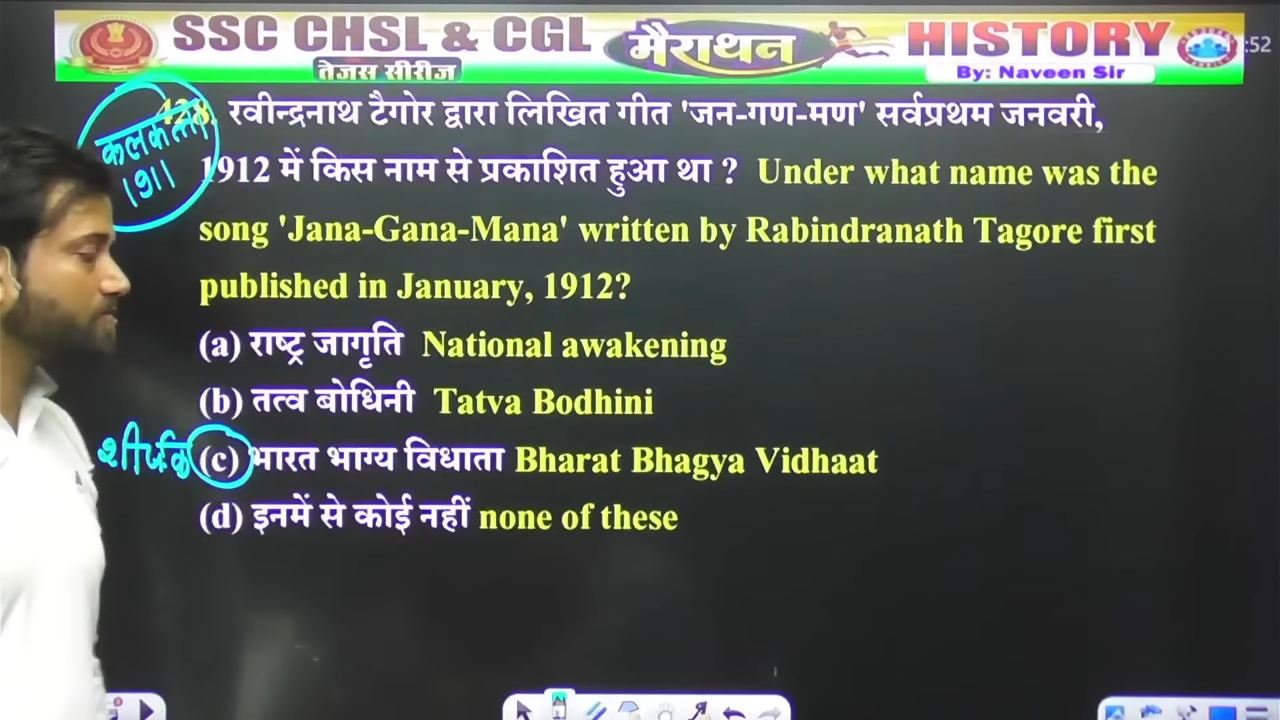 SSC CHSL & CGL मैराथन HISTORY
:52
तेजस सीरीज
By: Naveen Sir
कलकत्ता
1911
428. रवीन्द्रनाथ टैगोर द्वारा लिखित गीत 'जन-गण-मण' सर्वप्रथम जनवरी,
1912 में किस नाम से प्रकाशित हुआ था ? Under what name was the
song 'Jana-Gana-Mana' written by Rabindranath Tagore first
published in January, 1912?
(a) राष्ट्र जागृति National awakening
(b) तत्व बोधिनी Tatva Bodhini
शीर्षक (c) भारत भाग्य विधाता Bharat Bhagya Vidhaat
(d) इनमें से कोई नहीं none of these